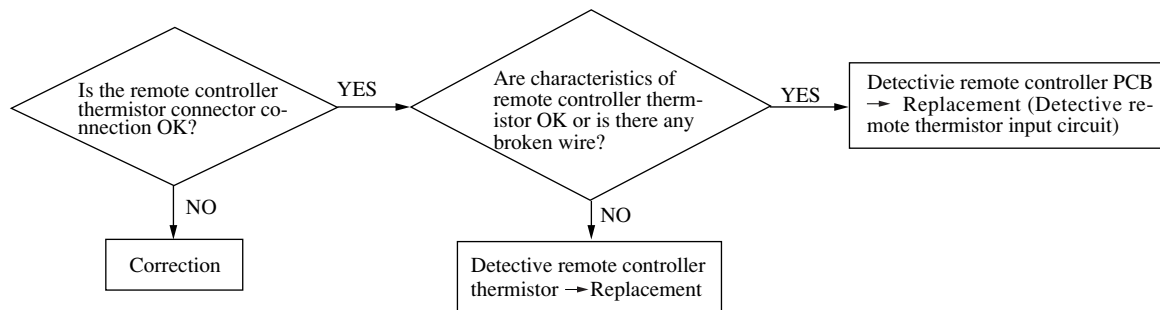 Is the remote controller
thermistor connector co-
nnection OK?
YES
Are characteristics of
remote controller therm-
istor OK or is there any
broken wire?
YES
Detectivie remote controller PCB
→ Replacement (Detective re-
mote thermistor input circuit)
NO
Correction
NO
Detective remote controller
thermistor → Replacement